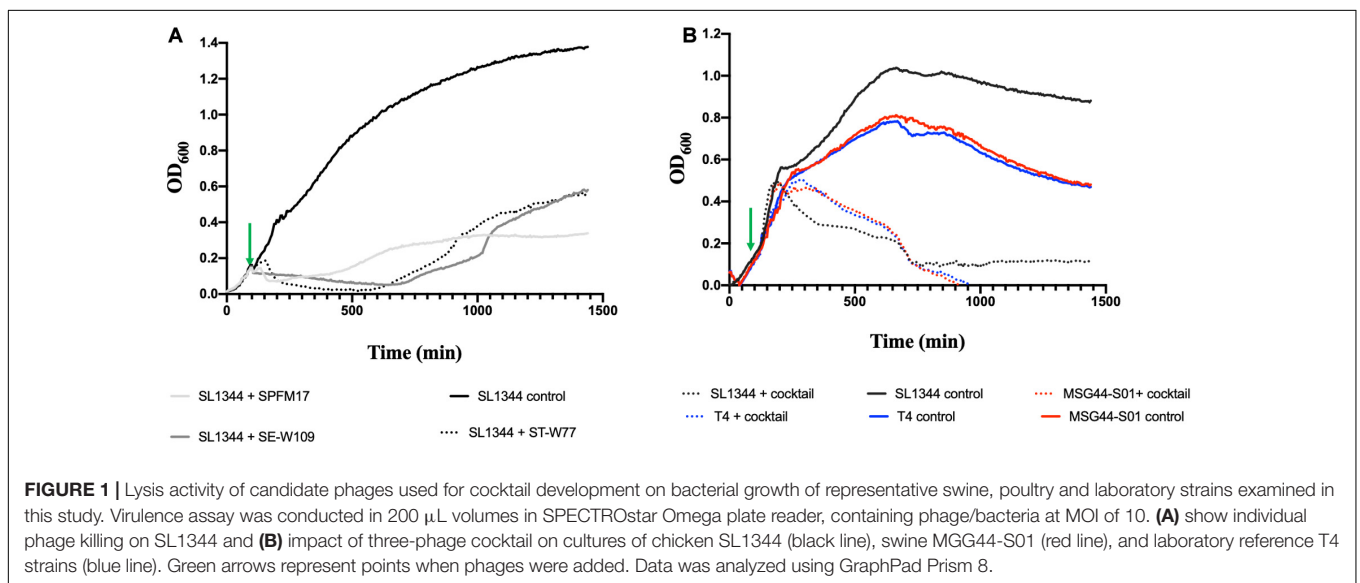 A
1.4
1.2
1.0
0.8
0.6
0.4
0.2
0.0
OD600
0
500
1000
1500
Time (min)
SL1344 + SPFM17
SL1344 control
SL1344 + SE-W109
SL1344 + ST-W77
B
1.2
1.0
0.8
0.6
0.4
0.2
0.0
OD600
0
500
1000
1500
Time (min)
SL1344 + cocktail
SL1344 control
MSG44-S01+ cocktail
T4 + cocktail
T4 control
MSG44-S01 control
FIGURE 1 | Lysis activity of candidate phages used for cocktail development on bacterial growth of representative swine, poultry and laboratory strains examined in
this study. Virulence assay was conducted in 200 μL volumes in SPECTROstar Omega plate reader, containing phage/bacteria at MOI of 10. (A) show individual
phage killing on SL1344 and (B) impact of three-phage cocktail on cultures of chicken SL1344 (black line), swine MGG44-S01 (red line), and laboratory reference T4
strains (blue line). Green arrows represent points when phages were added. Data was analyzed using GraphPad Prism 8.